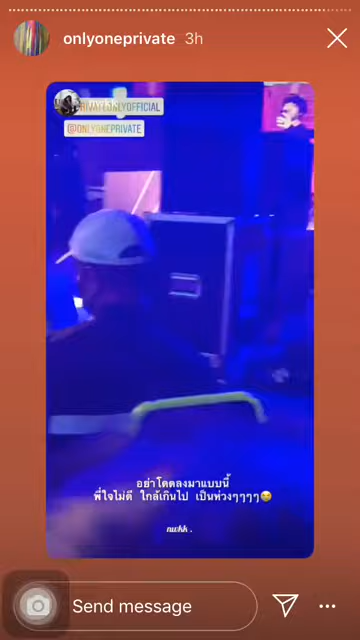 onlyoneprivate 3h
PRIVATEONLYOFFICIAL
@ONLYONEPRIVATE
อย่าโดดลงมาแบบนี้
พี่ใจไม่ดี ใกล้เกินไป เป็นห่วงๆๆๆๆ😂
nwkk .
Send message